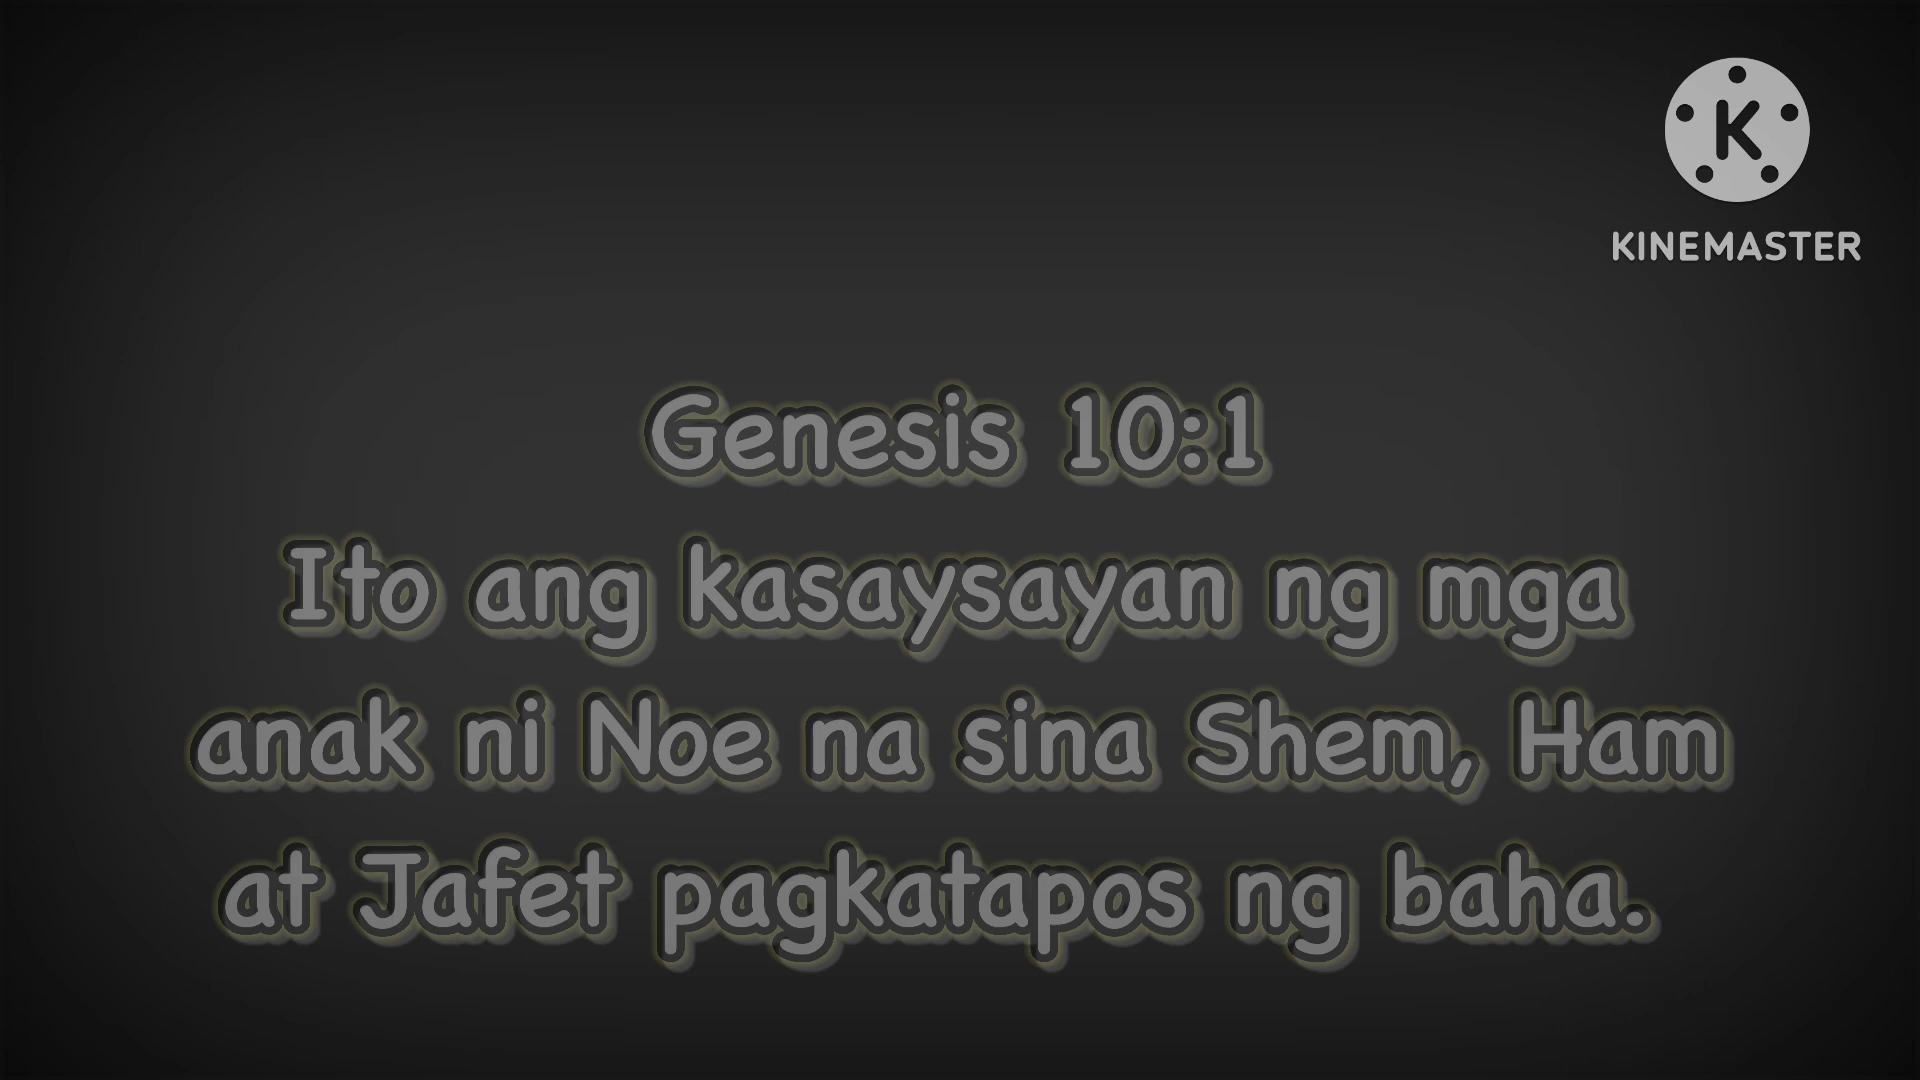 K
KINEMASTER
Genesis 10:1
Ito ang kasaysayan ng mga
anak ni Noe na sina Shem, Ham
at Jafet pagkatapos ng baha.